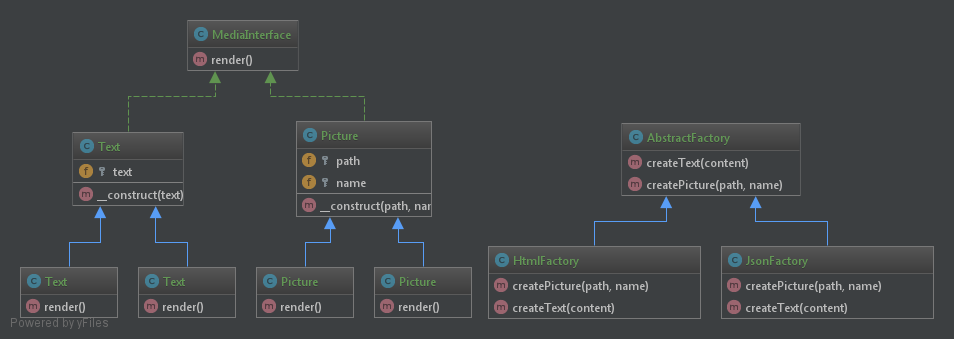 MediaInterface
render()
Text
text
__construct(text)
Picture
path
name
__construct(path, nam
AbstractFactory
createText(content)
createPicture(path, name)
Text
render()
Text
render()
Picture
render()
Picture
render()
HtmlFactory
createPicture(path, name)
createText(content)
JsonFactory
createPicture(path, name)
createText(content)
Powered by yFiles